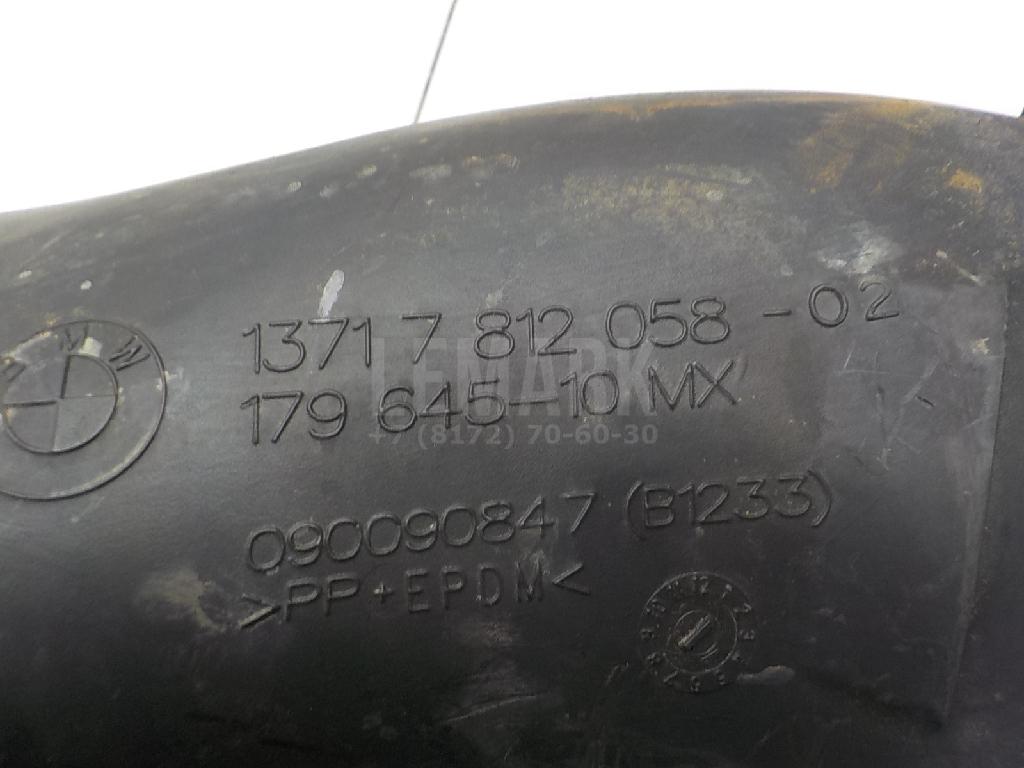 BMW
1371 7 812 058 - 02
179 645-10 MX
LEMARK
+7 (8172) 70-60-30
090090847 (B1233)
>PP+EPDM<